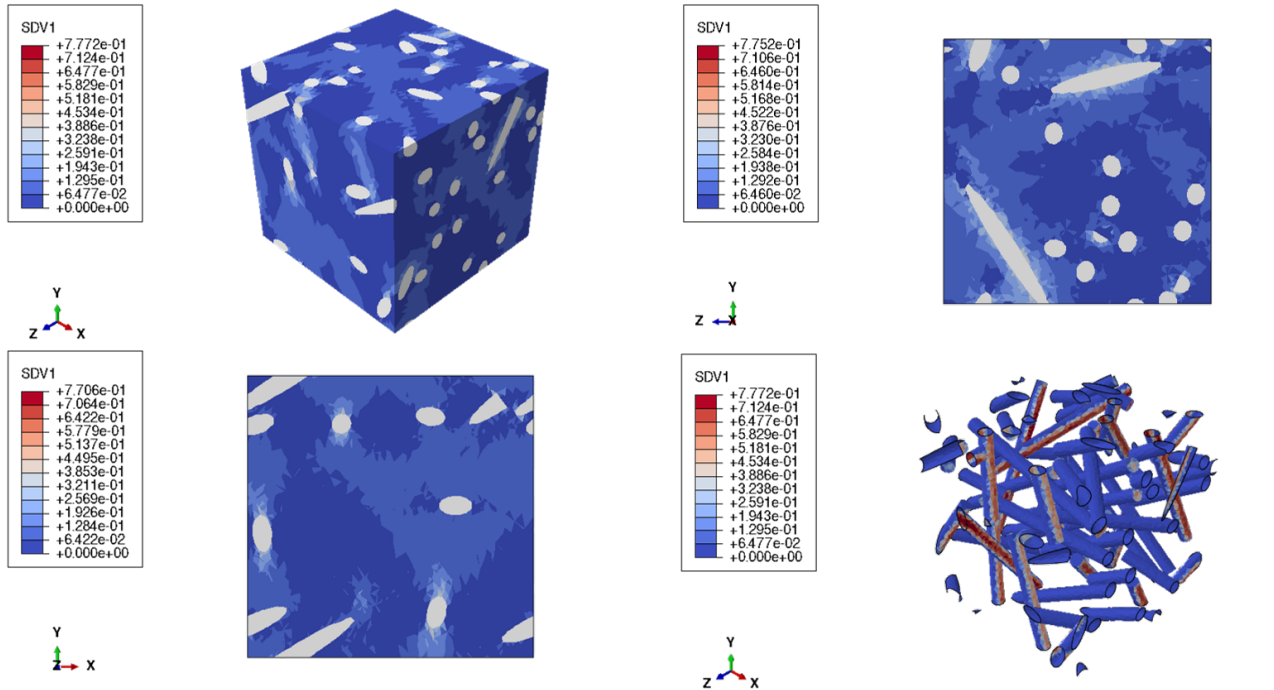 SDV1
+7.772e-01
+7.124e-01
+6.477e-01
+5.829e-01
+5.181e-01
+4.534e-01
+3.886e-01
+3.238e-01
+2.591e-01
+1.943e-01
+1.295e-01
+6.477e-02
+0.000e+00
Y
Z X
SDV1
+7.752e-01
+7.106e-01
+6.460e-01
+5.814e-01
+5.168e-01
+4.522e-01
+3.876e-01
+3.230e-01
+2.584e-01
+1.938e-01
+1.292e-01
+6.460e-02
+0.000e+00
Y
Z X
SDV1
+7.706e-01
+7.064e-01
+6.422e-01
+5.779e-01
+5.137e-01
+4.495e-01
+3.853e-01
+3.211e-01
+2.569e-01
+1.926e-01
+1.284e-01
+6.422e-02
+0.000e+00
Y
Z X
SDV1
+7.772e-01
+7.124e-01
+6.477e-01
+5.829e-01
+5.181e-01
+4.534e-01
+3.886e-01
+3.238e-01
+2.591e-01
+1.943e-01
+1.295e-01
+6.477e-02
+0.000e+00
Y
Z X